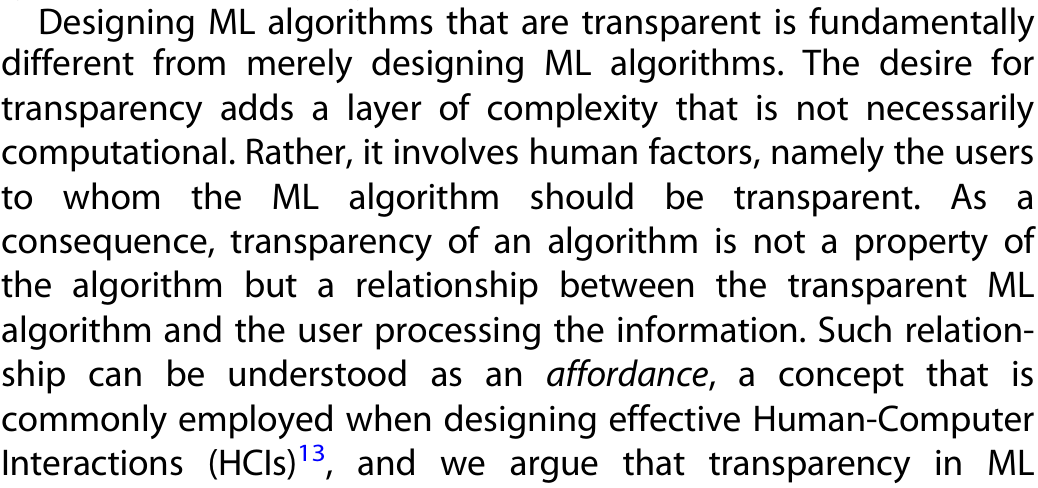 Designing ML algorithms that are transparent is fundamentally
different from merely designing ML algorithms. The desire for
transparency adds a layer of complexity that is not necessarily
computational. Rather, it involves human factors, namely the users
to whom the ML algorithm should be transparent. As a
consequence, transparency of an algorithm is not a property of
the algorithm but a relationship between the transparent ML
algorithm and the user processing the information. Such relation-
ship can be understood as an affordance, a concept that is
commonly employed when designing effective Human-Computer
Interactions (HCIs)13, and we argue that transparency in ML